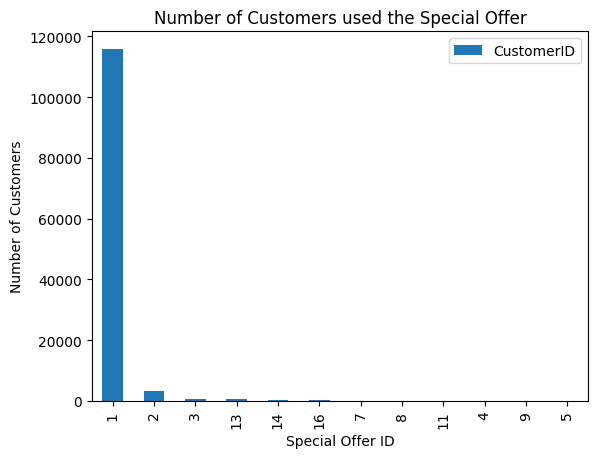 Number of Customers used the Special Offer
CustomerID
120000
100000
80000
60000
40000
20000
0
Number of Customers
1 2 3 13 14 16 7 8 11 4 9 5
Special Offer ID